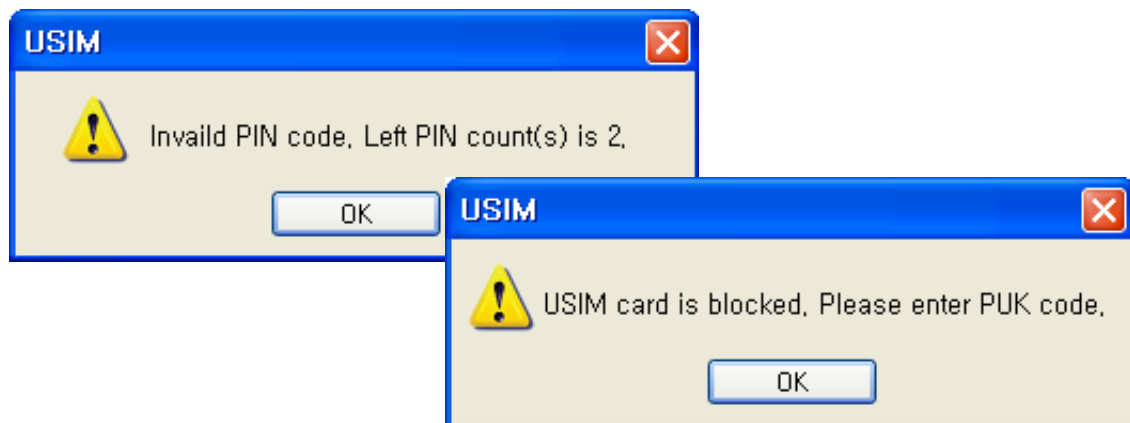 USIM
Invaild PIN code, Left PIN count(s) is 2,
OK
USIM
USIM card is blocked, Please enter PUK code,
OK